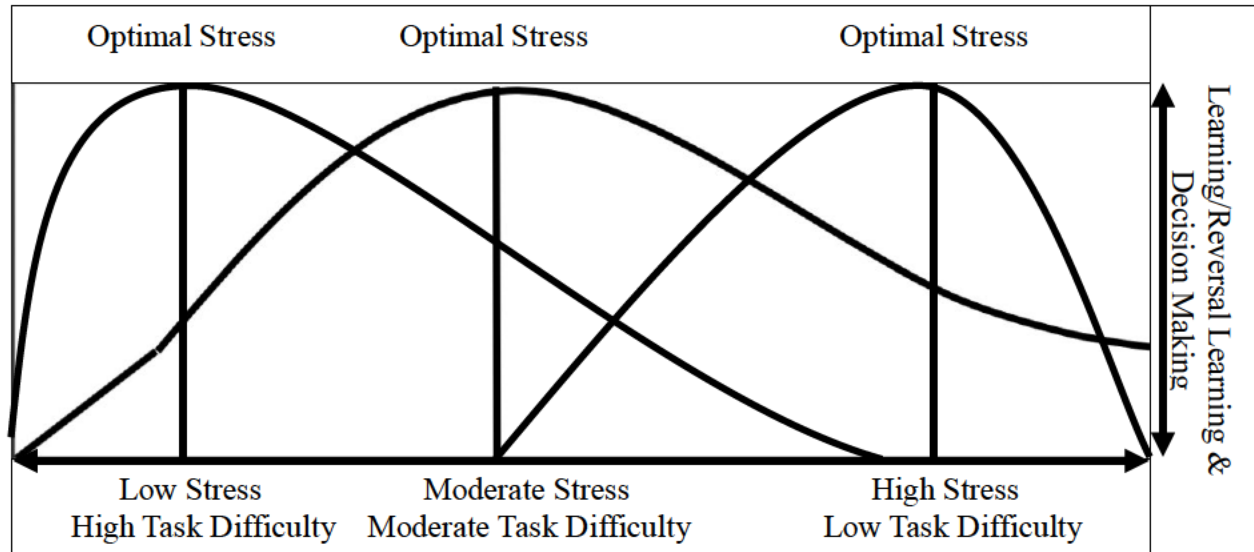 Optimal Stress
Optimal Stress
Optimal Stress
Learning/Reversal Learning &
Decision Making
Low Stress
High Task Difficulty
Moderate Stress
Moderate Task Difficulty
High Stress
Low Task Difficulty